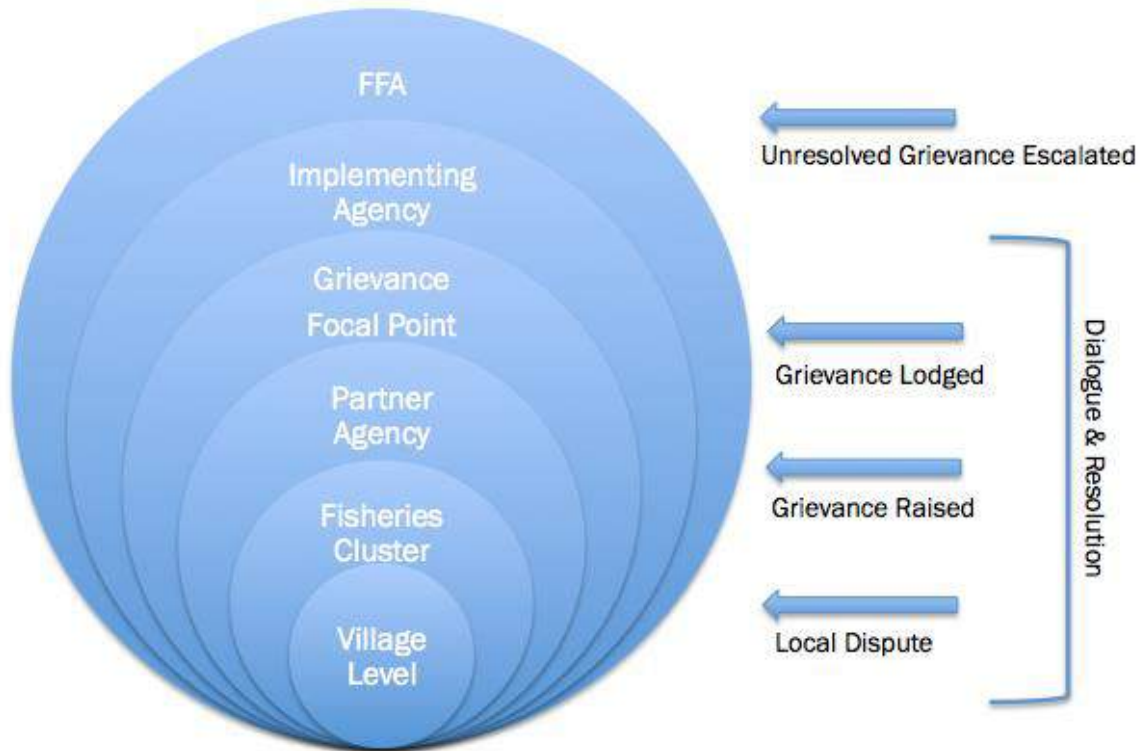 FFA
Implementing
Agency
Grievance
Focal Point
Partner
Agency
Fisheries
Cluster
Village
Level
Unresolved Grievance Escalated
Grievance Lodged
Grievance Raised
Local Dispute
Dialogue & Resolution